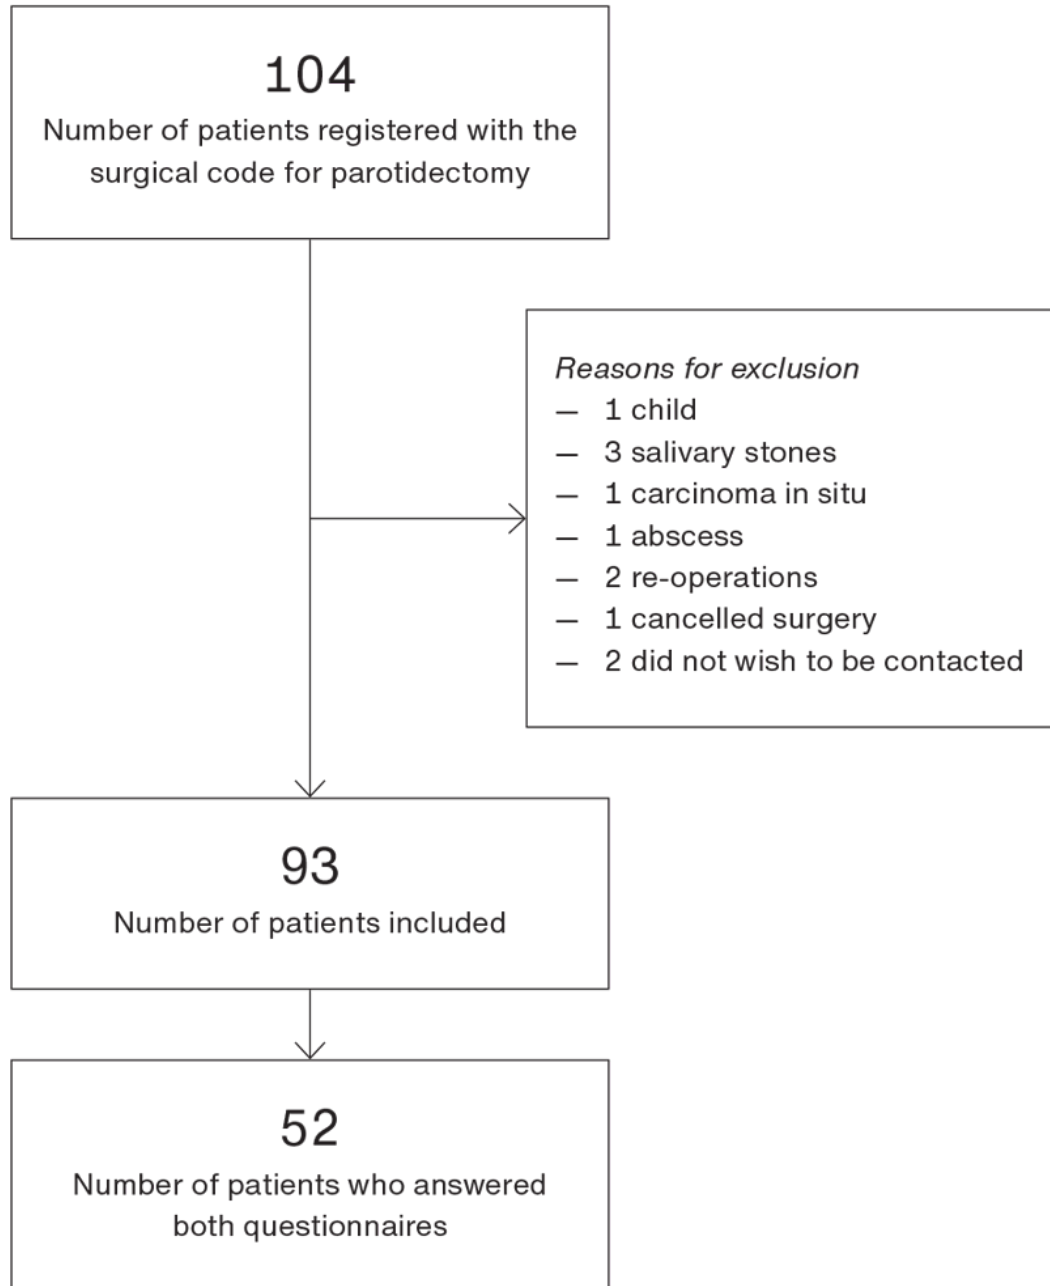 104
Number of patients registered with the
surgical code for parotidectomy
Reasons for exclusion
— 1 child
— 3 salivary stones
— 1 carcinoma in situ
— 1 abscess
— 2 re-operations
— 1 cancelled surgery
— 2 did not wish to be contacted
93
Number of patients included
52
Number of patients who answered
both questionnaires